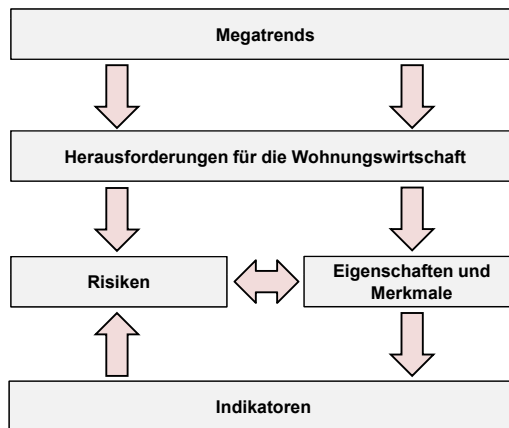 Megatrends
Herausforderungen für die Wohnungswirtschaft
Risiken
Eigenschaften und
Merkmale
Indikatoren